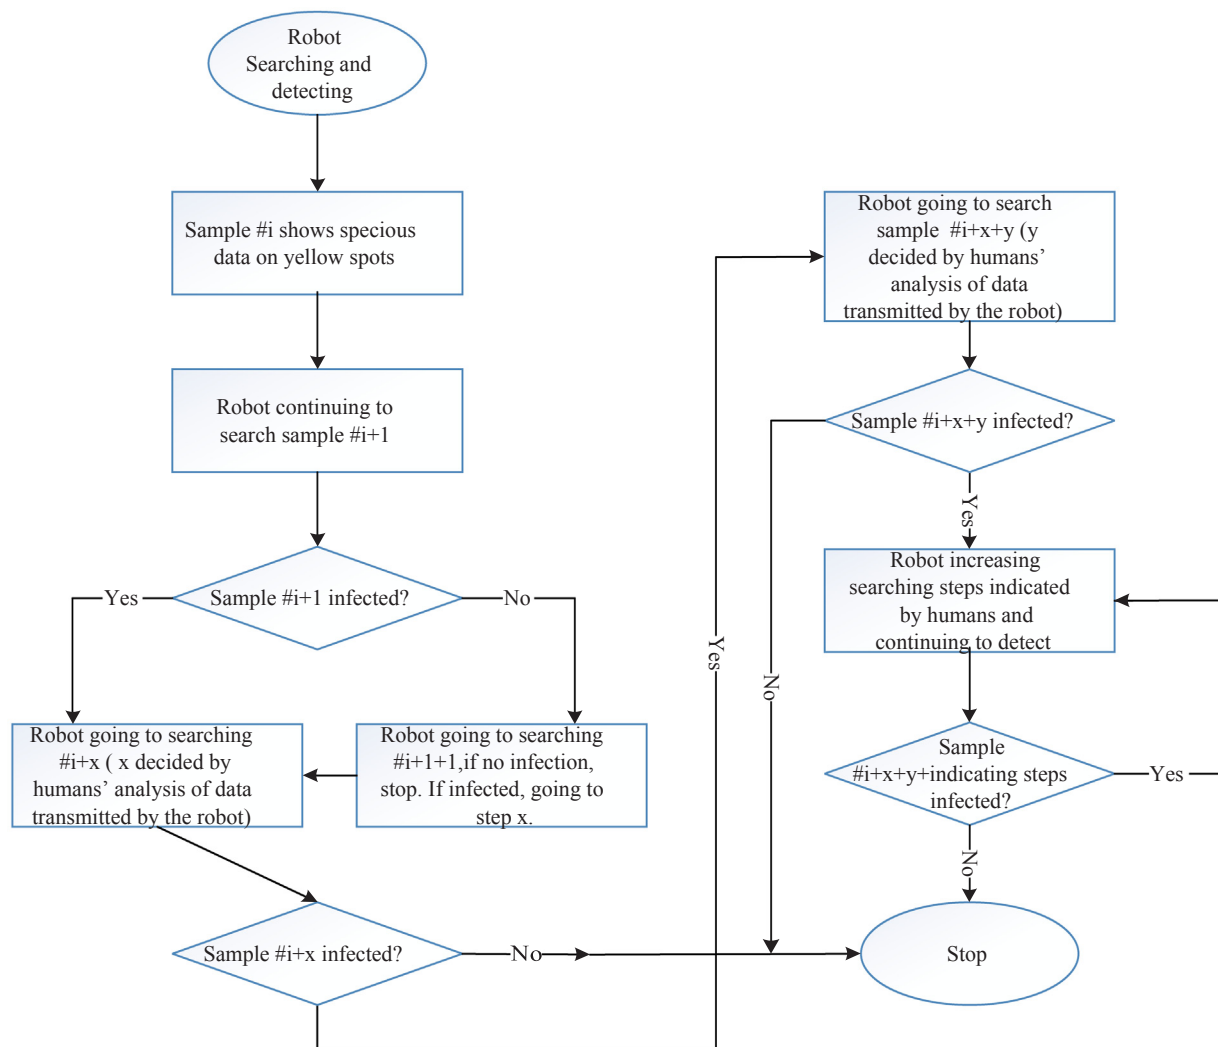 Robot
Searching and
detecting
Sample #i shows specious
data on yellow spots
Robot continuing to
search sample #i+1
Sample #i+1 infected?
Yes
No
Robot going to searching
#i+x ( x decided by
humans’ analysis of data
transmitted by the robot)
Robot going to searching
#i+1+1,if no infection,
stop. If infected, going to
step x.
Sample #i+x infected?
No
Yes
Robot going to search
sample  #i+x+y (y
decided by humans’
analysis of data
transmitted by the robot)
Sample #i+x+y infected?
No
Yes
Robot increasing
searching steps indicated
by humans and
continuing to detect
Sample
#i+x+y+indicating steps
infected?
Yes
No
Stop